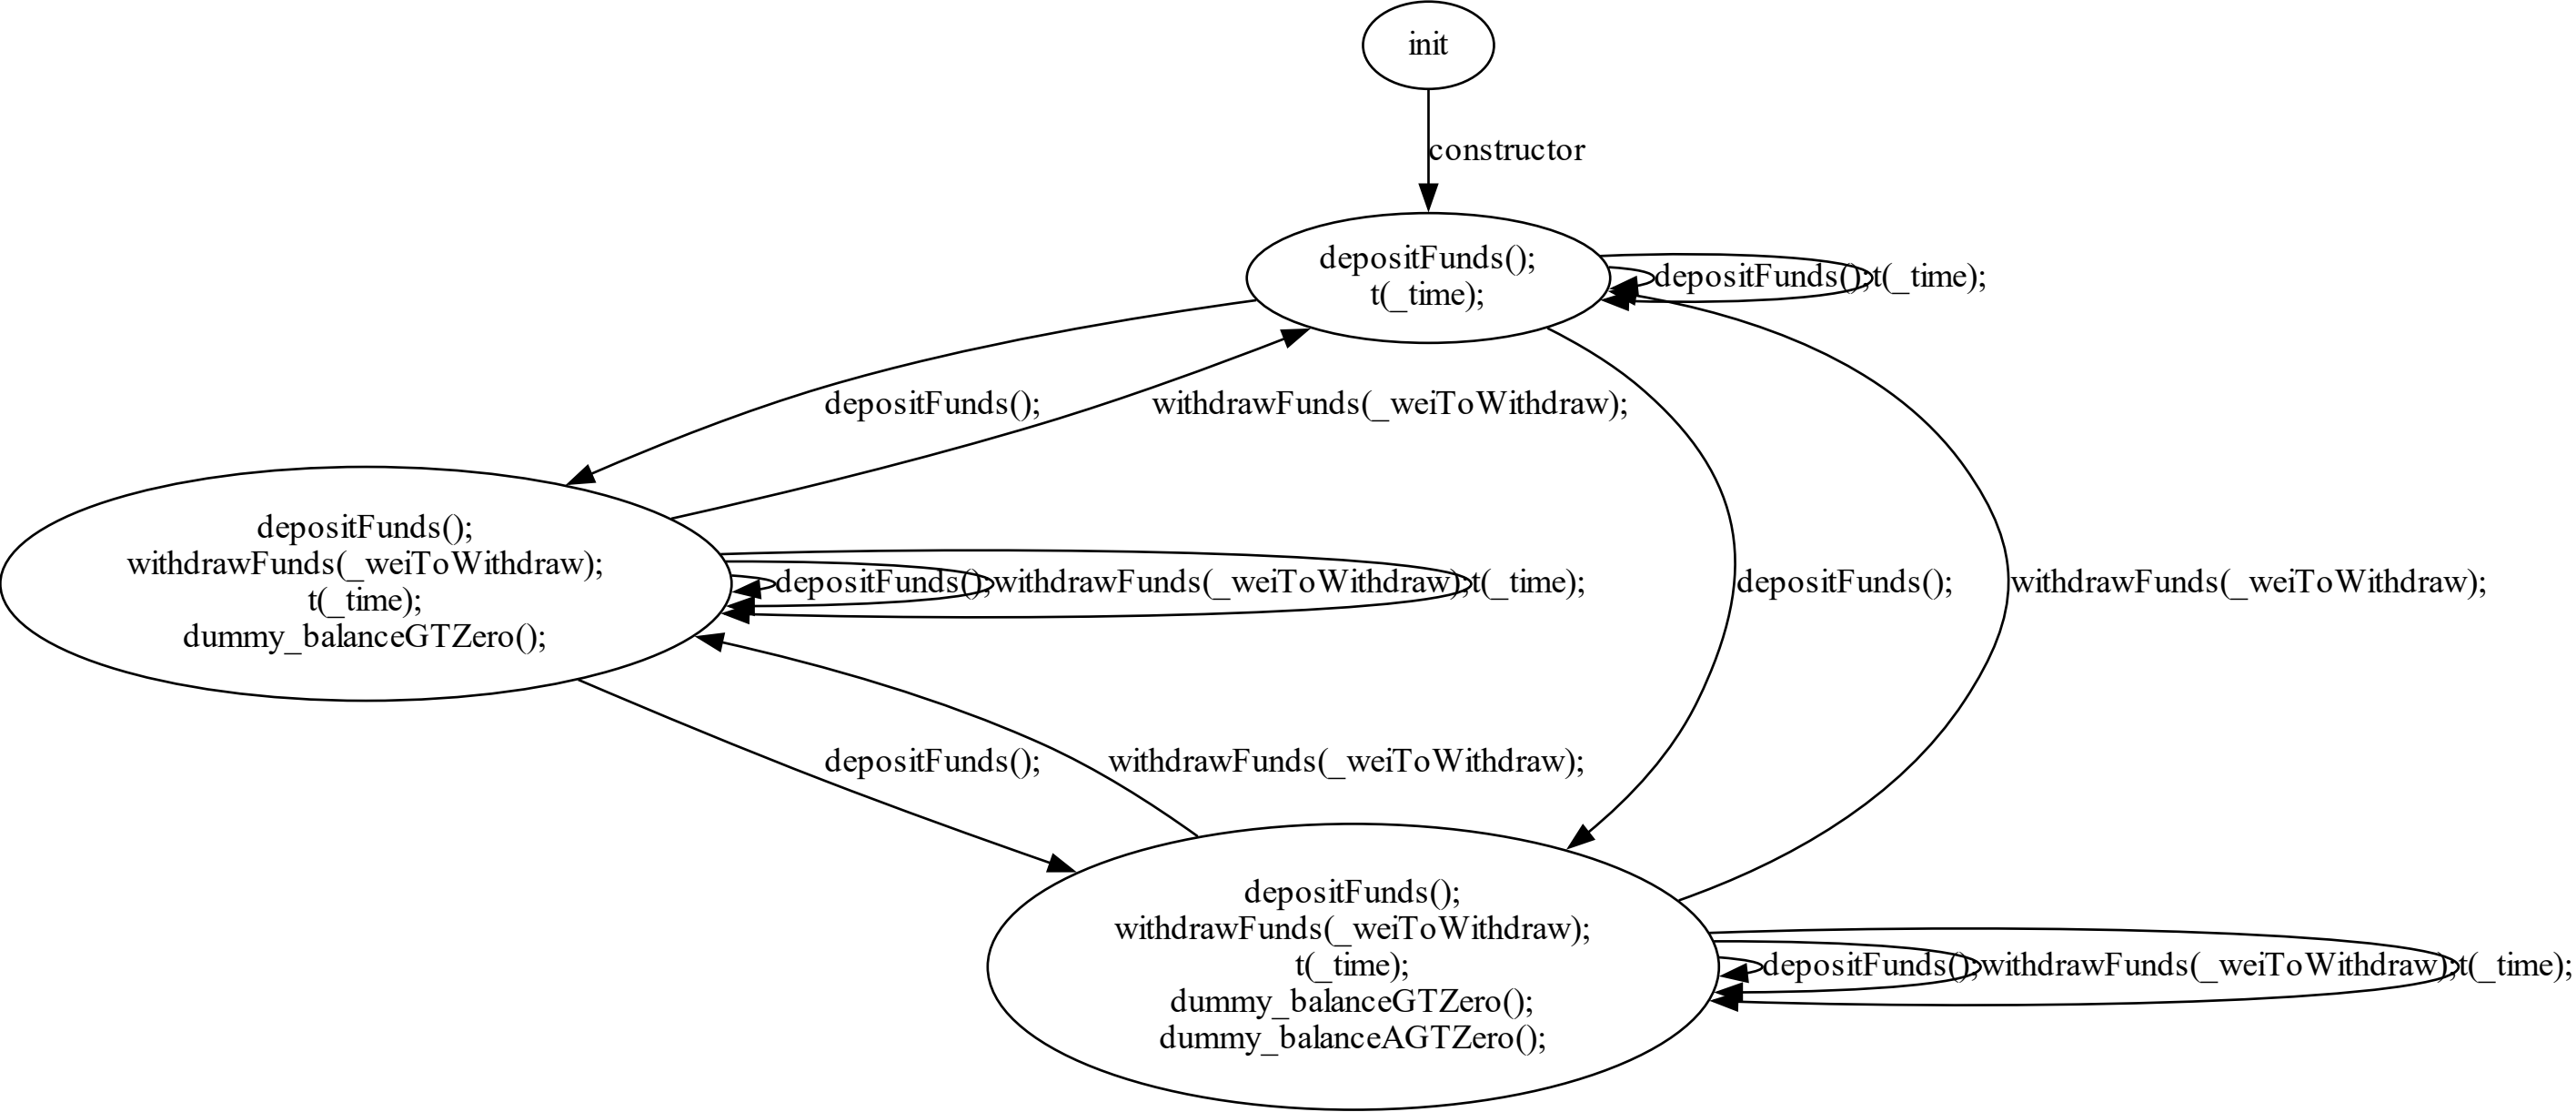 init
constructor
depositFunds();
t(_time);
depositFunds();
t(_time);
depositFunds();
withdrawFunds(_weiToWithdraw);
depositFunds();
withdrawFunds(_weiToWithdraw);
t(_time);
dummy_balanceGTZero();
depositFunds();
withdrawFunds(_weiToWithdraw);
t(_time);
depositFunds();
withdrawFunds(_weiToWithdraw);
depositFunds();
withdrawFunds(_weiToWithdraw);
depositFunds();
withdrawFunds(_weiToWithdraw);
t(_time);
dummy_balanceGTZero();
dummy_balanceAGTZero();
depositFunds();
withdrawFunds(_weiToWithdraw);
t(_time);